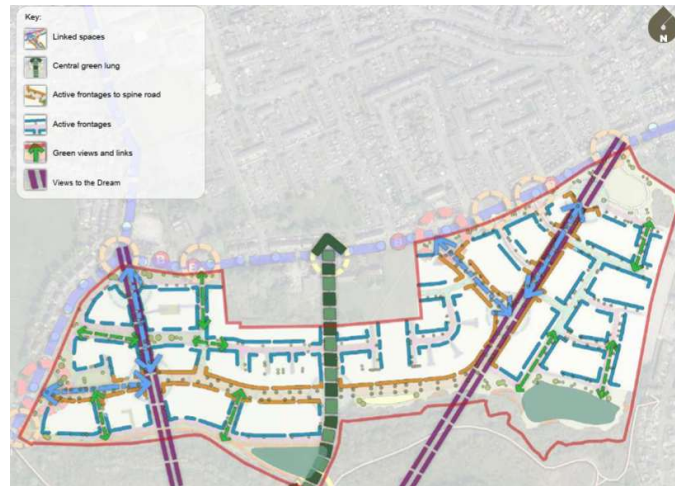 Key:
Linked spaces
Central green lung
Active frontages to spine road
Active frontages
Green views and links
Views to the Dream
N